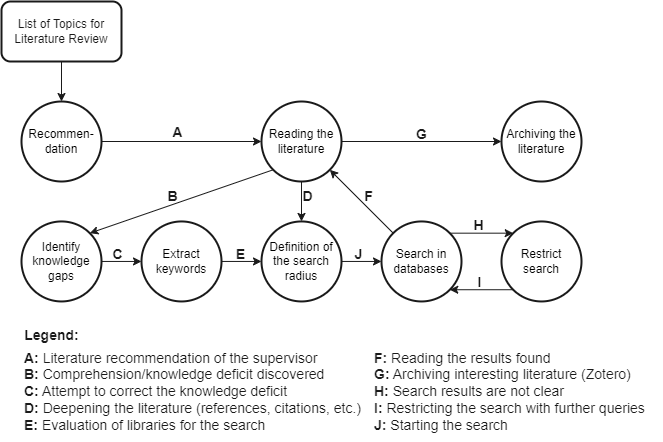 List of Topics for
Literature Review
Recommen-
dation
A
Reading the
literature
G
Archiving the
literature
B
D
F
Identify
knowledge
gaps
C
Extract
keywords
E
Definition of
the search
radius
J
Search in
databases
H
I
Restrict
search
Legend:
A: Literature recommendation of the supervisor
B: Comprehension/knowledge deficit discovered
C: Attempt to correct the knowledge deficit
D: Deepening the literature (references, citations, etc.)
E: Evaluation of libraries for the search
F: Reading the results found
G: Archiving interesting literature (Zotero)
H: Search results are not clear
I: Restricting the search with further queries
J: Starting the search